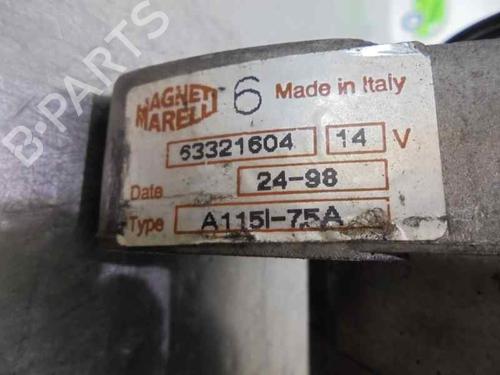 B-PARTS
MAGNETI
MARELLI
6
Made in Italy
63321604
14 V
Date 24-98
Type A115I-75A